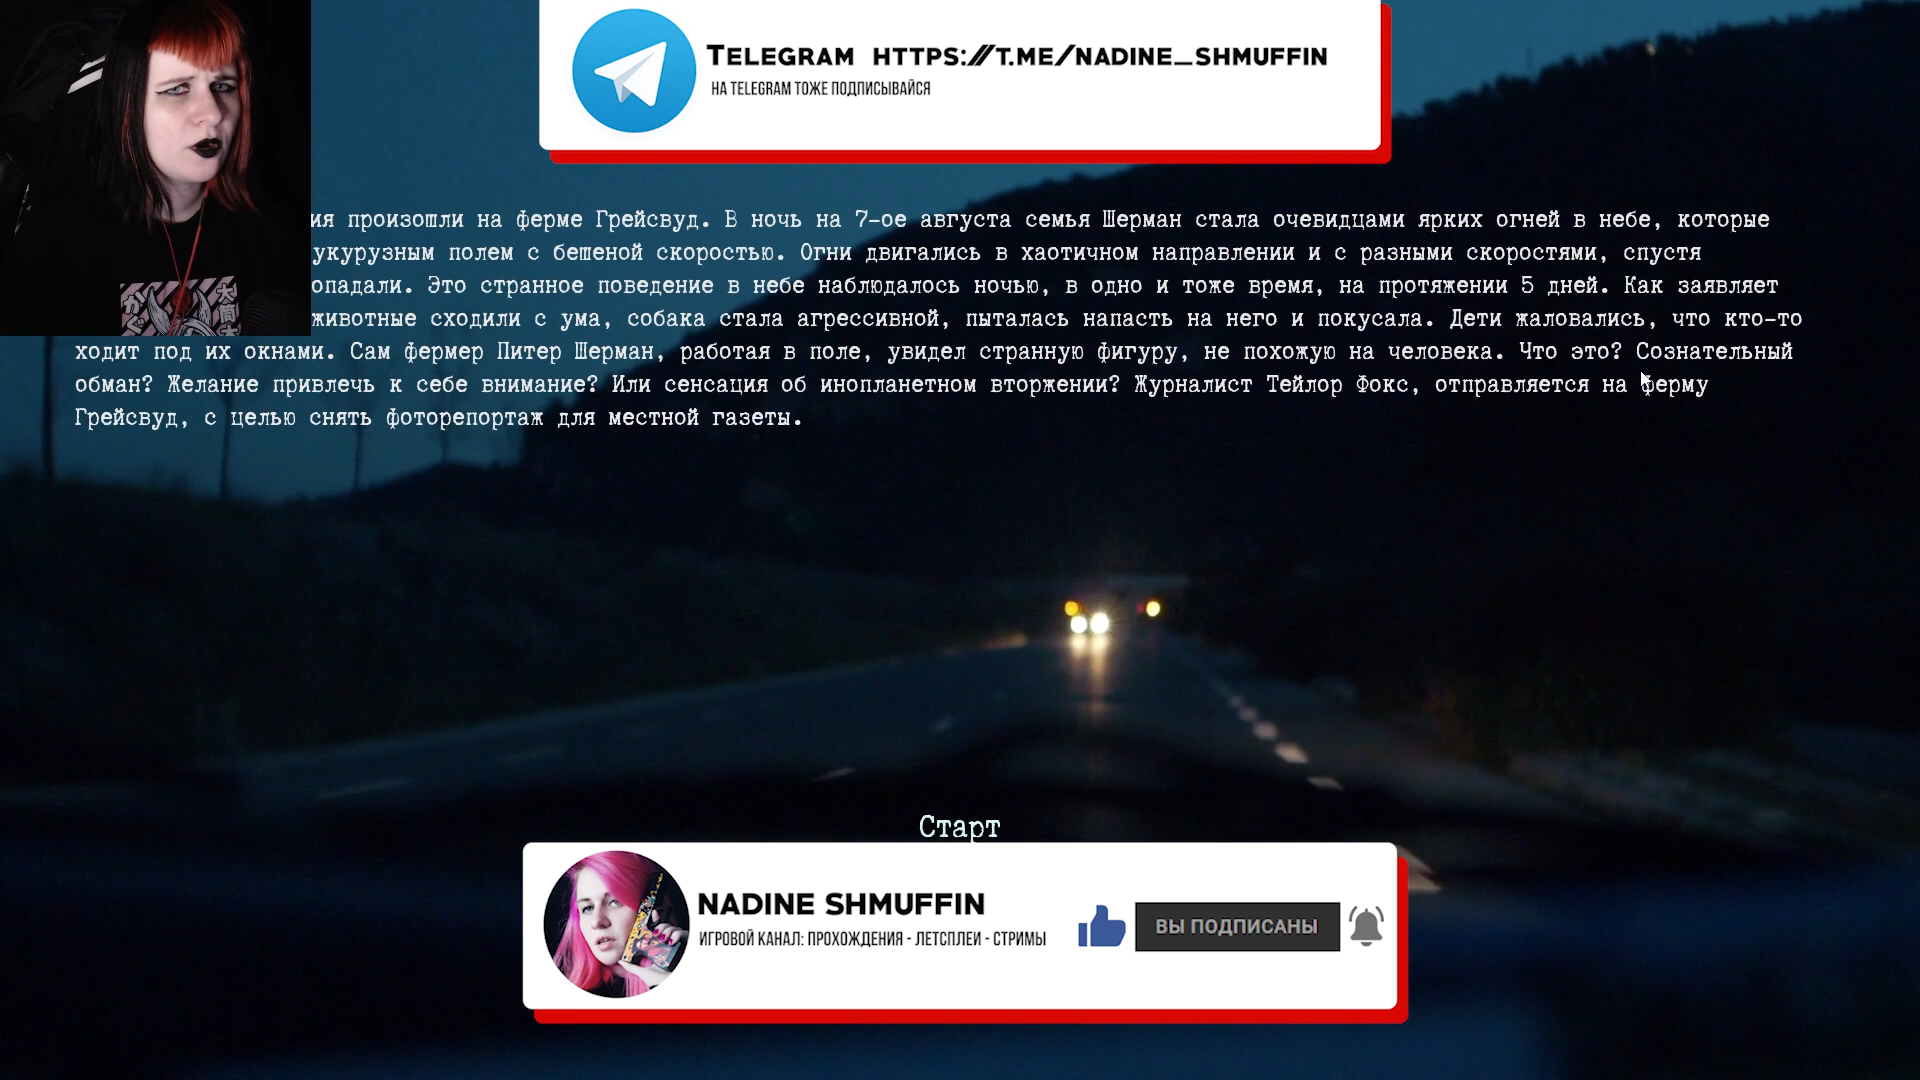 TELEGRAM HTTPS://T.ME/NADINE_SHMUFFIN
НА TELEGRAM ТОЖЕ ПОДПИСЫВАЙСЯ
произошли на ферме Грейсвуд. В ночь на 7-ое августа семья Шерман стала очевидцами ярких огней в небе, которые
полем с бешеной скоростью. Огни двигались в хаотичном направлении и с разными скоростями, спустя
Это странное поведение в небе наблюдалось ночью, в одно и тоже время, на протяжении 5 дней. Как заявляет
животные сходили с ума, собака стала агрессивной, пыталась напасть на него и покусала. Дети жаловались, что кто-то
ходит под их окнами. Сам фермер Питер Шерман, работая в поле, увидел странную фигуру, не похожую на человека. Что это? Сознательный
обман? Желание привлечь к себе внимание? Или сенсация об инопланетном вторжении? Журналист Тейлор Фокс, отправляется на ферму
Грейсвуд, с целью снять фоторепортаж для местной газеты.
Старт
NADINE SHMUFFIN
ИГРОВОЙ КАНАЛ: ПРОХОЖДЕНИЯ - ЛЕТСПЛЕИ - СТРИМЫ
ВЫ ПОДПИСАНЫ